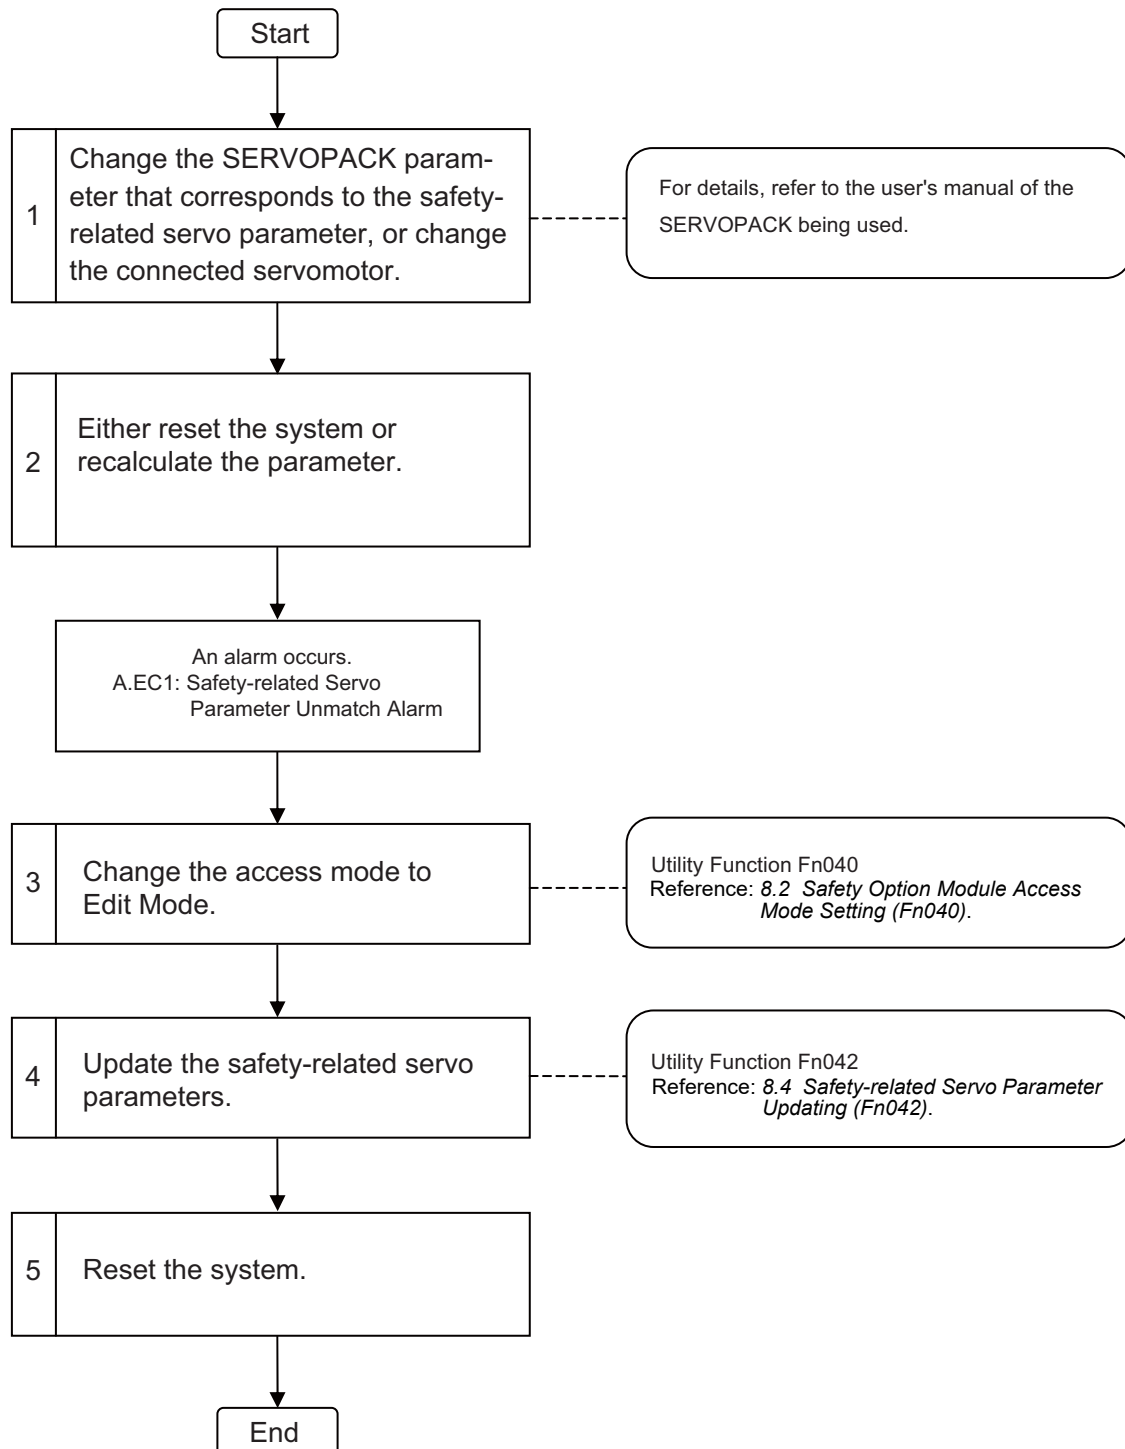 Start
1
Change the SERVOPACK param-
eter that corresponds to the safety-
related servo parameter, or change
the connected servomotor.
For details, refer to the user's manual of the
SERVOPACK being used.
2
Either reset the system or
recalculate the parameter.
An alarm occurs.
A.EC1: Safety-related Servo
Parameter Unmatch Alarm
3
Change the access mode to
Edit Mode.
Utility Function Fn040
Reference: 8.2 Safety Option Module Access
Mode Setting (Fn040).
4
Update the safety-related servo
parameters.
Utility Function Fn042
Reference: 8.4 Safety-related Servo Parameter
Updating (Fn042).
5
Reset the system.
End